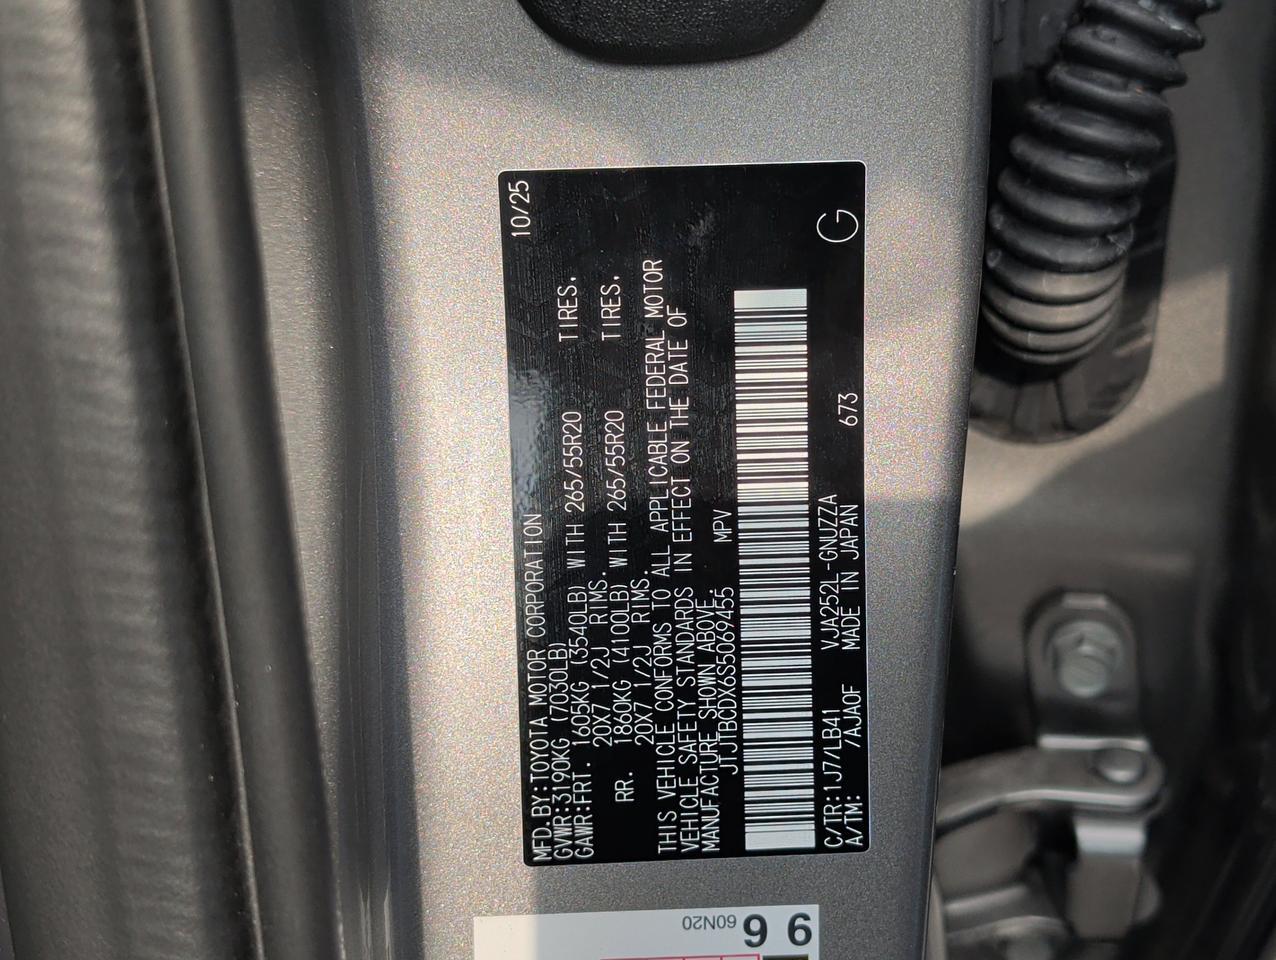 10/25
MFD.BY:TOYOTA MOTOR CORPORATION
GVWR:3190KG (7030LB)
GAWR:FRT. 1605KG (3540LB) WITH 265/55R20 TIRES.
20X7 1/2J RIMS.
RR. 1860KG (4100LB) WITH 265/55R20 TIRES.
20X7 1/2J RIMS.
THIS VEHICLE CONFORMS TO ALL APPLICABLE FEDERAL MOTOR
VEHICLE SAFETY STANDARDS IN EFFECT ON THE DATE OF
MANUFACTURE SHOWN ABOVE.
JTJTBCDX6S5069455 MPV
C/TR:1J7/LB41 VJA252L-GNUZZA G
A/TM: /AJA0F MADE IN JAPAN 673
60N20
96